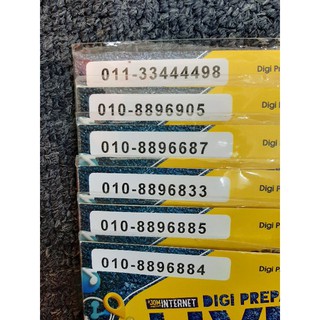 011-33444498 Digi Pr
010-8896905 Digi
010-8896687 Digi P
010-8896833 Digi P
010-8896885 Digi P
010-8896884 Digi P
INTERNET DIGI PREP